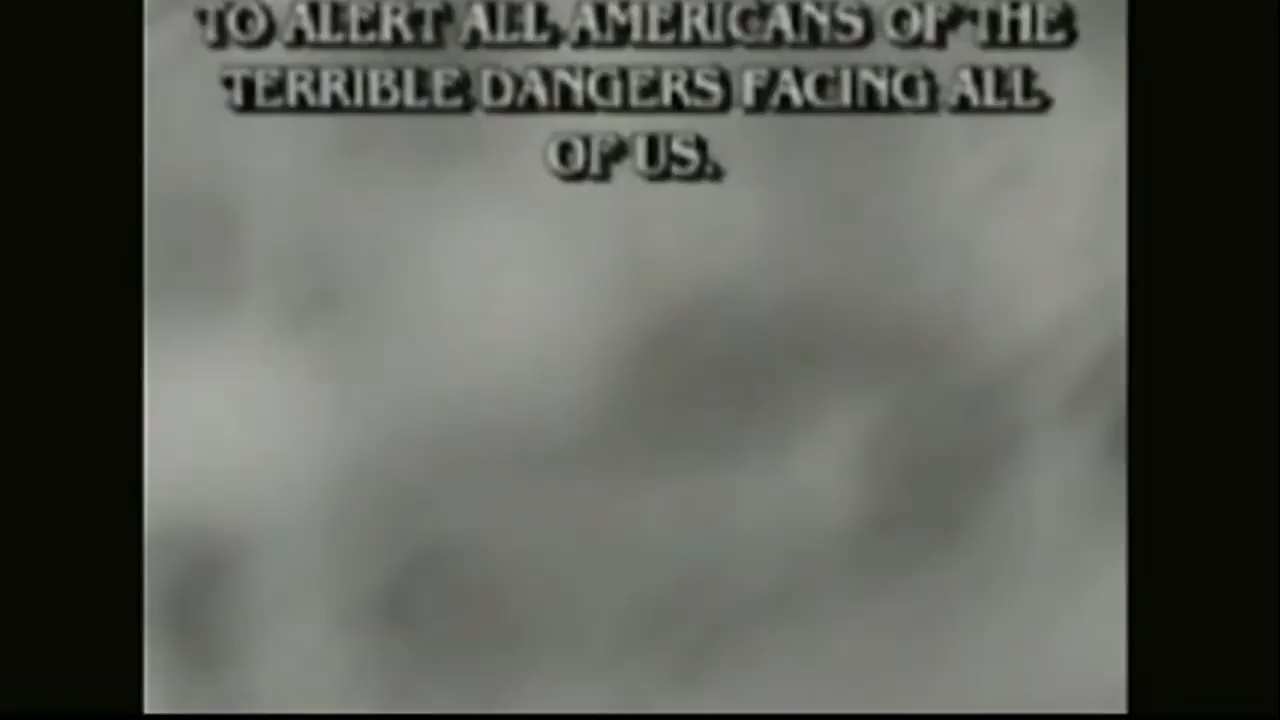 TO ALERT ALL AMERICANS OF THE
TERRIBLE DANGERS FACING ALL
OF US.